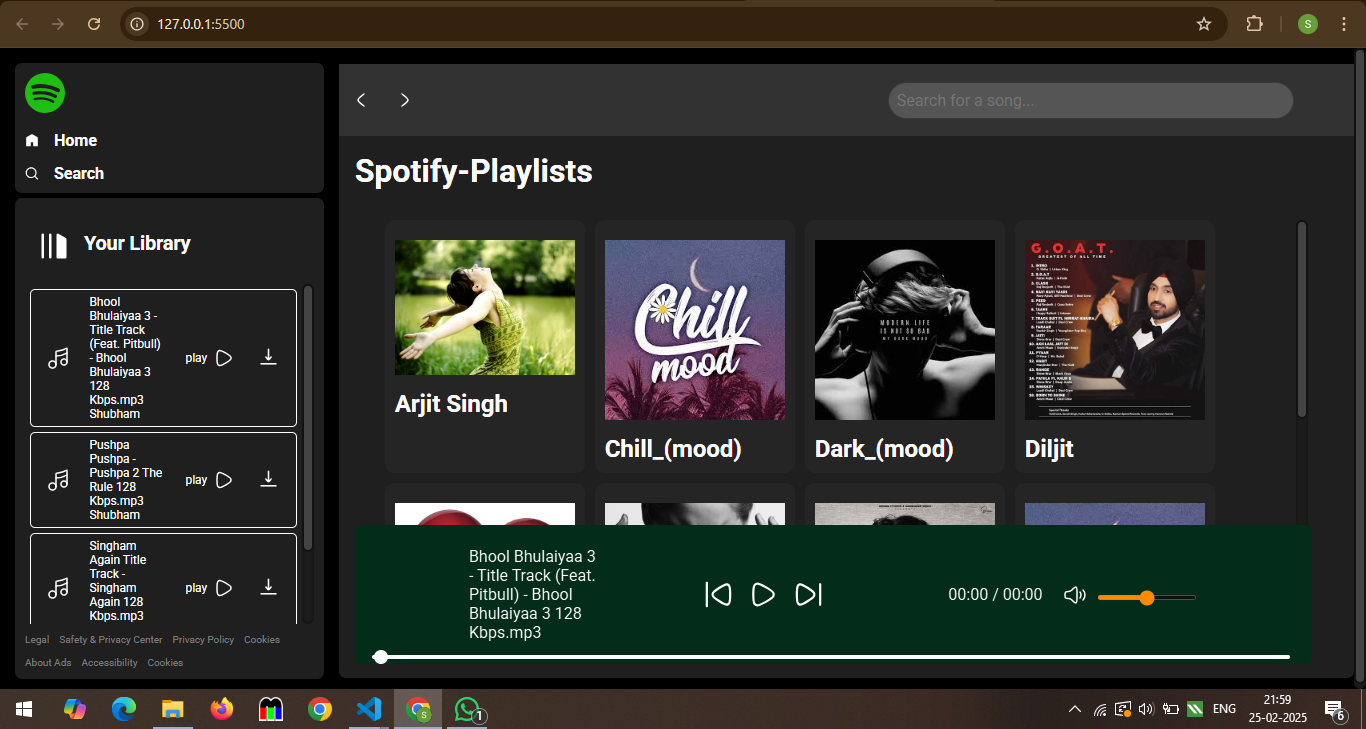 127.0.0.1:5500
S
Home
Search
Your Library
Bhool
Bhulaiyaa 3 -
Title Track
(Feat. Pitbull)
- Bhool
Bhulaiyaa 3
128
Kbps.mp3
Shubham
play
Pushpa
Pushpa -
Pushpa 2 The
Rule 128
Kbps.mp3
Shubham
play
Singham
Again Title
Track -
Singham
Again 128
Kbps.mp3
play
Legal Safety & Privacy Center Privacy Policy Cookies
About Ads Accessibility Cookies
Search for a song...
Spotify-Playlists
Arjit Singh
Chill
mood
Chill_(mood)
MODERN LIFE
IS NOT SO BAD
MY DARK MOOD
Dark_(mood)
G.O.A.T.
GREATEST OF ALL TIME
Diljit
Bhool Bhulaiyaa 3
- Title Track (Feat.
Pitbull) - Bhool
Bhulaiyaa 3 128
Kbps.mp3
00:00 / 00:00
S
1
ENG
21:59
25-02-2025
6